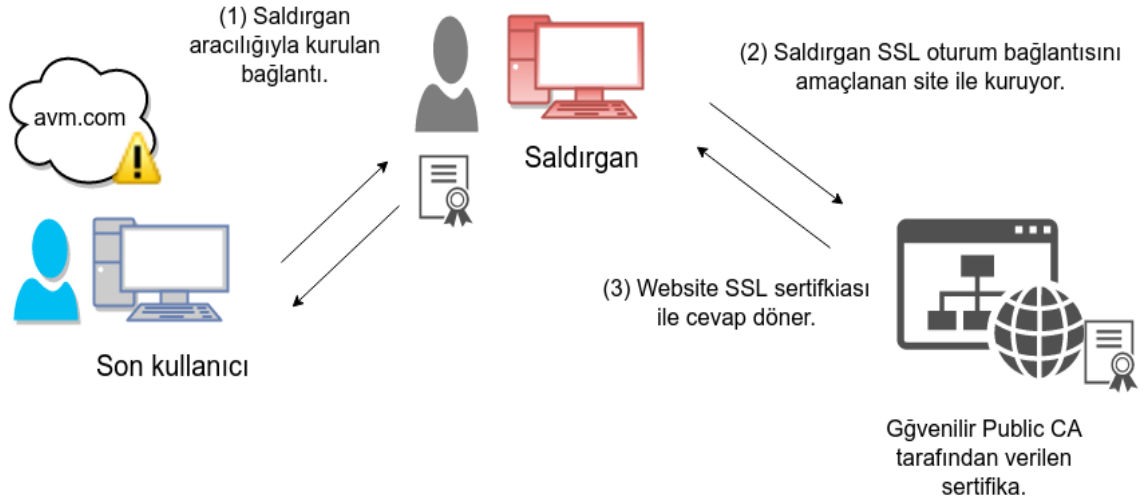 (1) Saldırgan
aracılığıyla kurulan
bağlantı.
avm.com
Saldırgan
(2) Saldırgan SSL oturum bağlantısını
amaçlanan site ile kuruyor.
Son kullanıcı
(3) Website SSL sertifkiası
ile cevap döner.
Gğvenilir Public CA
tarafından verilen
sertifika.